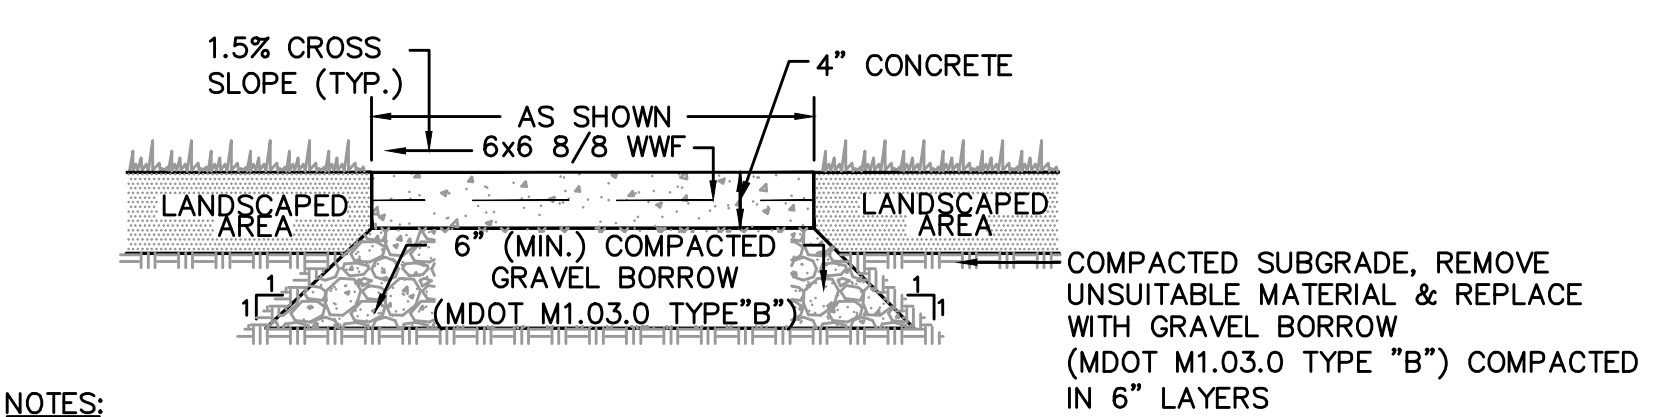 1.5% CROSS
SLOPE (TYP.)
4" CONCRETE
AS SHOWN
6x6 8/8 WWF
LANDSCAPED
AREA
LANDSCAPED
AREA
6" (MIN.) COMPACTED
GRAVEL BORROW
(MDOT M1.03.0 TYPE"B")
1
1
1
1
COMPACTED SUBGRADE, REMOVE
UNSUITABLE MATERIAL & REPLACE
WITH GRAVEL BORROW
(MDOT M1.03.0 TYPE "B") COMPACTED
IN 6" LAYERS
NOTES: